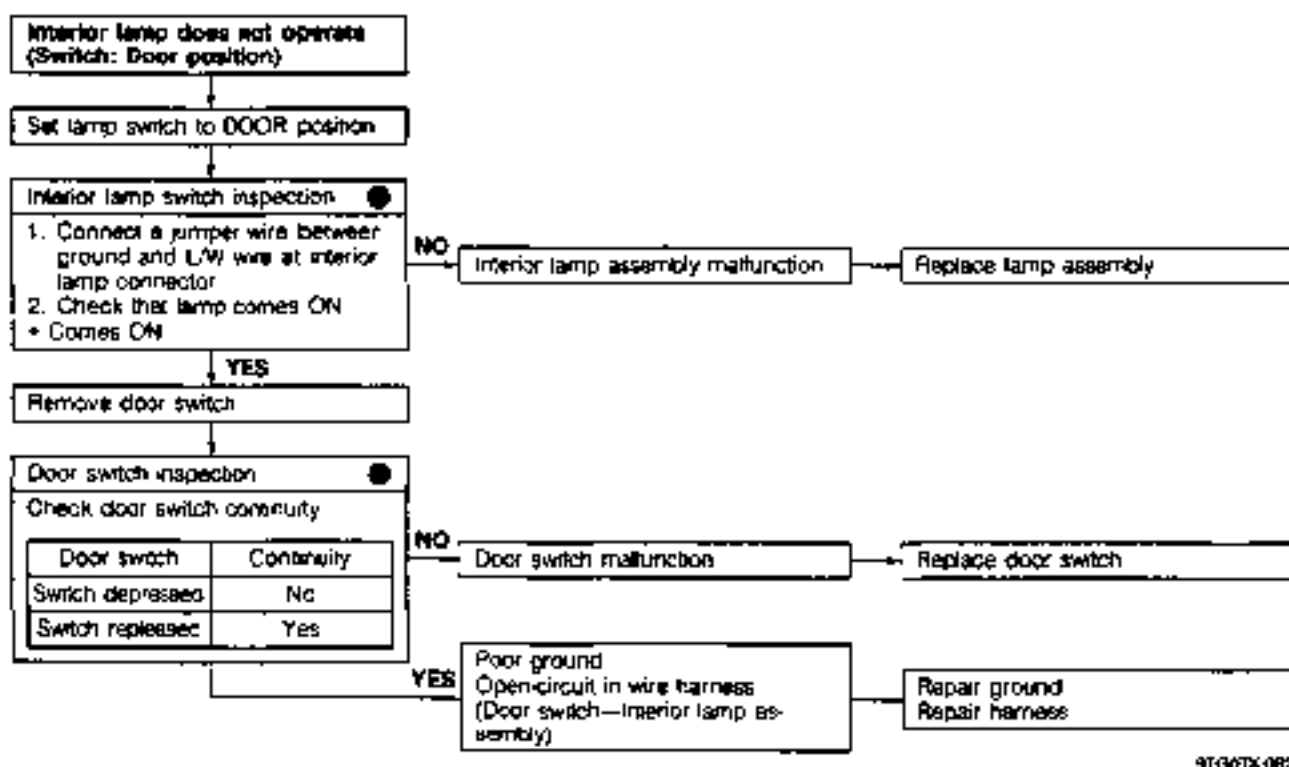 Interior lamp does not operate
(Switch: Door position)
Set lamp switch to DOOR position
Interior lamp switch inspection
1. Connect a jumper wire between
ground and L/W wire at interior
lamp connector
2. Check that lamp comes ON
• Comes ON
NO
Interior lamp assembly malfunction
Replace lamp assembly
YES
Remove door switch
Door switch inspection
Check door switch continuity
Door switch Continuity
Switch depressed No
Switch repleased Yes
NO
Door switch malfunction
Replace door switch
YES
Poor ground
Open-circuit in wire harness
(Door switch—Interior lamp as-
sembly)
Repair ground
Repair harness